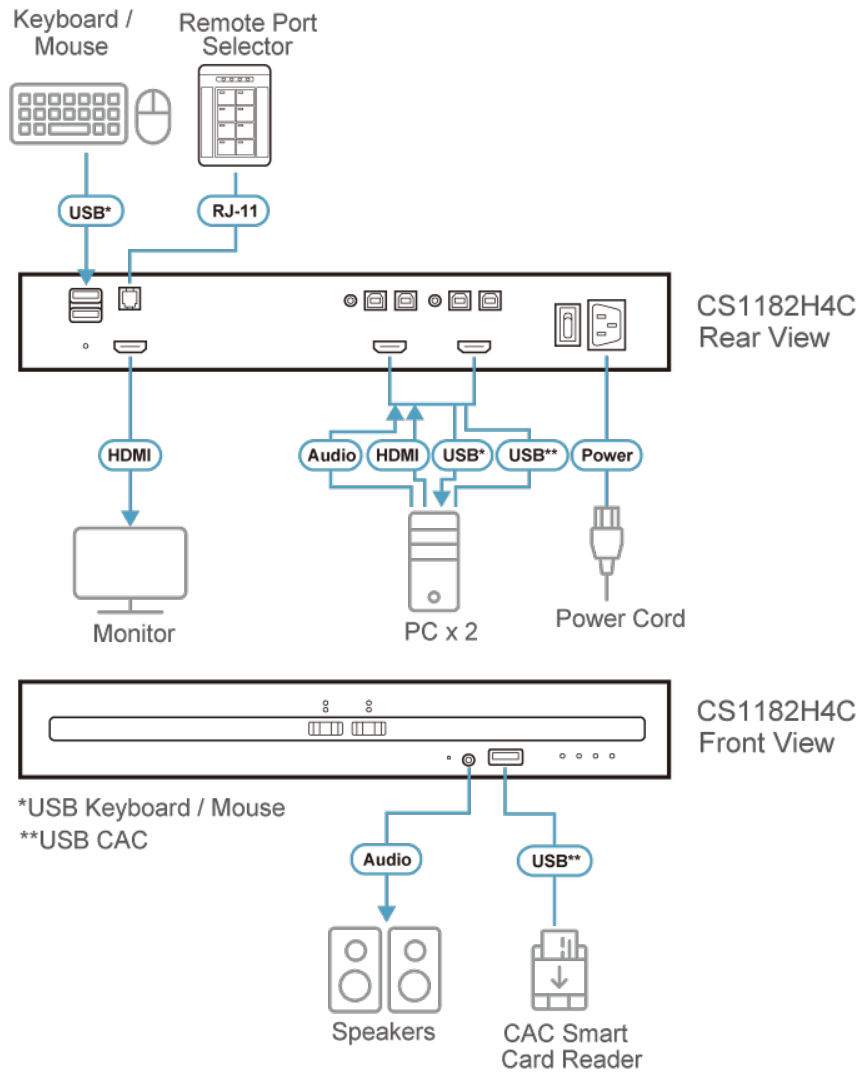 Keyboard /
Mouse
Remote Port
Selector
USB*
RJ-11
CS1182H4C
Rear View
HDMI
Audio
HDMI
USB*
USB**
Power
Monitor
PC x 2
Power Cord
CS1182H4C
Front View
*USB Keyboard / Mouse
**USB CAC
Audio
USB**
Speakers
CAC Smart
Card Reader